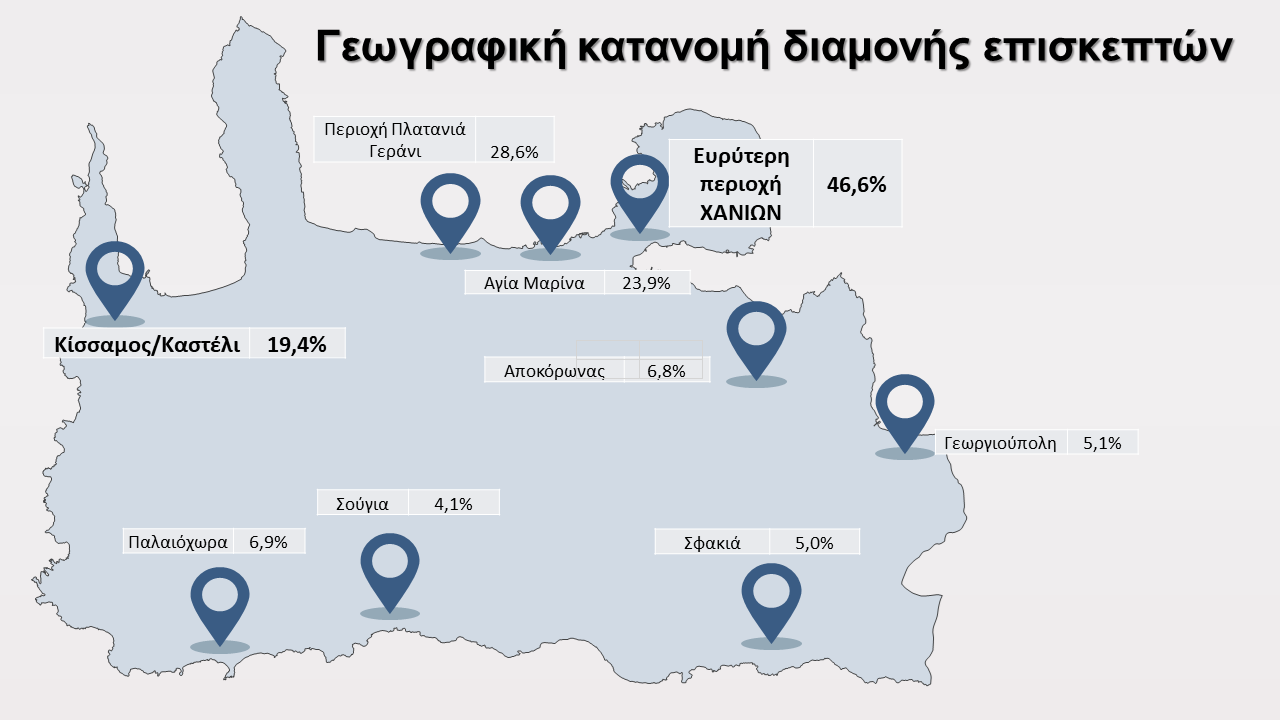 Γεωγραφική κατανομή διαμονής επισκεπτών
Περιοχή Πλατανιά
Γεράνι 28,6%
Ευρύτερη
περιοχή 46,6%
ΧΑΝΙΩΝ
Αγία Μαρίνα 23,9%
Κίσσαμος/Καστέλι 19,4%
Αποκόρωνας 6,8%
Γεωργιούπολη 5,1%
Σούγια 4,1%
Παλαιόχωρα 6,9%
Σφακιά 5,0%